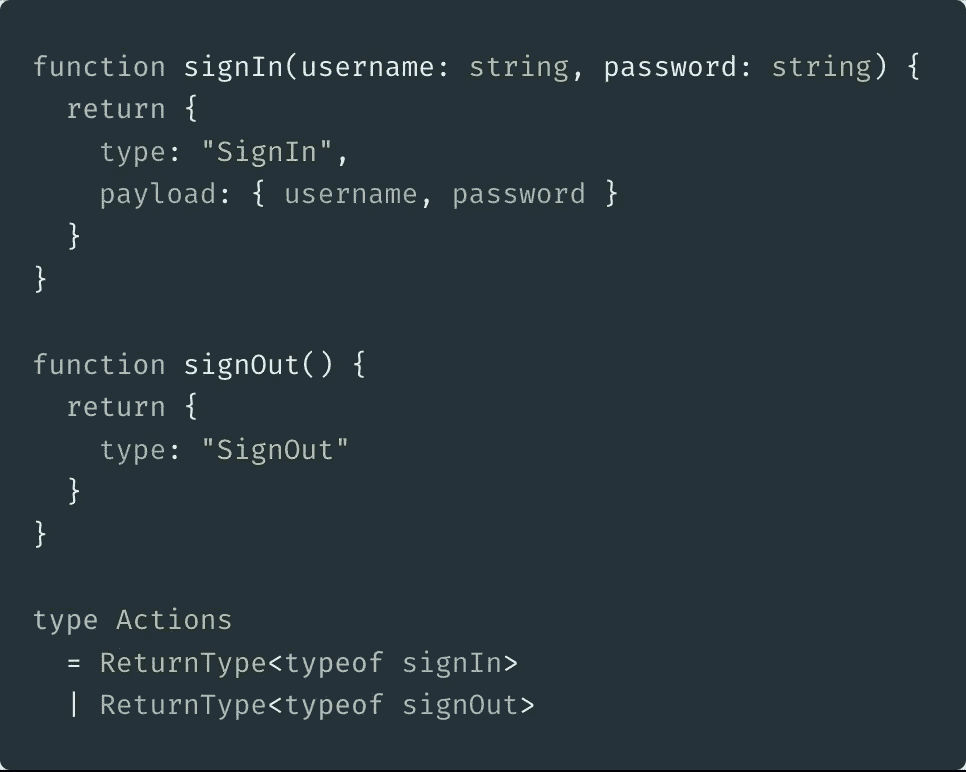 function signIn(username: string, password: string) {
  return {
    type: "SignIn",
    payload: { username, password }
  }
}

function signOut() {
  return {
    type: "SignOut"
  }
}

type Actions
  = ReturnType<typeof signIn>
  | ReturnType<typeof signOut>